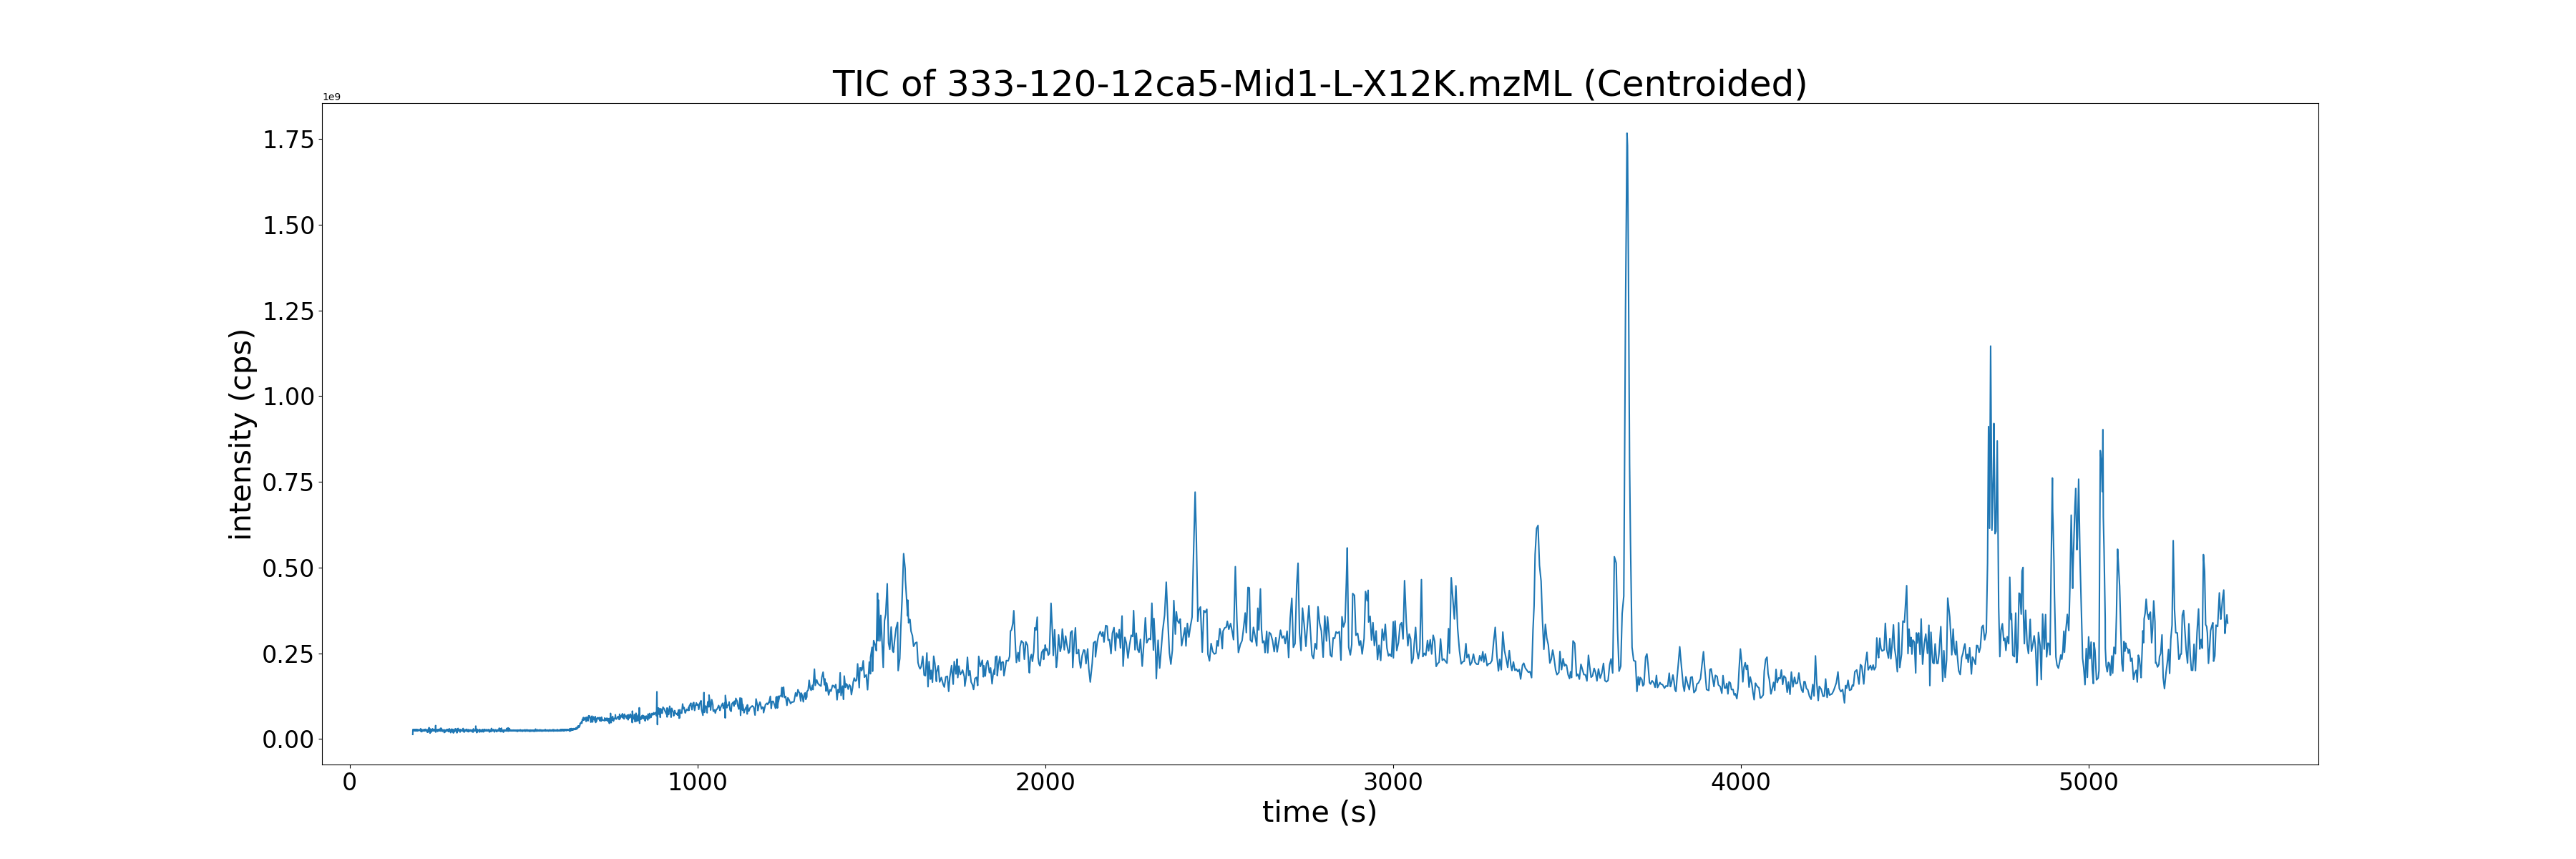 TIC of 333-120-12ca5-Mid1-L-X12K.mzML (Centroided)
1e9
1.75
1.50
1.25
1.00
0.75
0.50
0.25
0.00
intensity (cps)
0 1000 2000 3000 4000 5000
time (s)